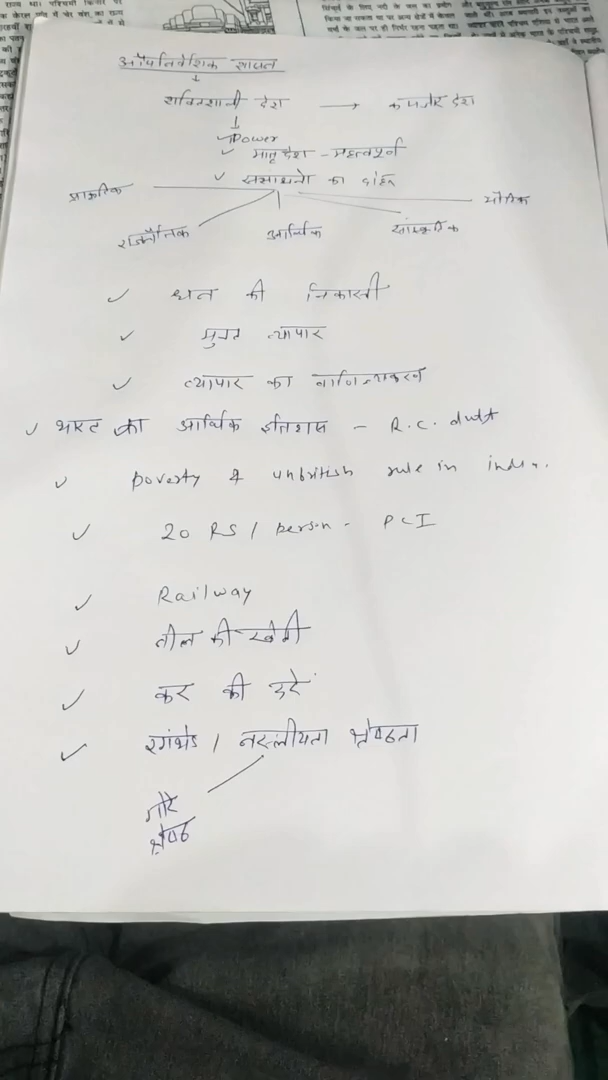 औपनिवेशिक शासन
↓
शक्तिशाली देश → कमजोर देश
↓
Power
✓ मातृ देश - महत्वपूर्ण
✓ संसाधनो का दोहन
प्राकृतिक
राजनैतिक आर्थिक सांस्कृतिक
✓ धन की निकासी
✓ मुक्त व्यापार
✓ व्यापार का वाणिज्यकरण
✓ भारत का आर्थिक इतिहास - R.C. dutt
✓ poverty & unbritish rule in india.
✓ 20 RS / person - PCI
✓ Railway
✓ नील की खेती
✓ कर की दरें
✓ रंगभेद / नस्लीयता श्रेष्ठता
गोरे
श्रेष्ठ